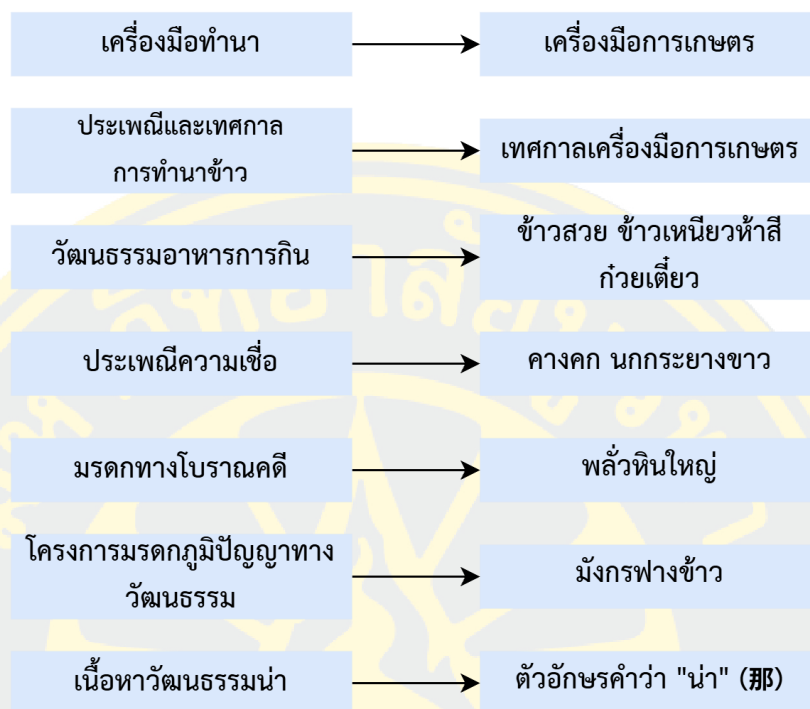 เครื่องมือทำนา
เครื่องมือการเกษตร
ประเพณีและเทศกาล
การทำนาข้าว
เทศกาลเครื่องมือการเกษตร
วัฒนธรรมอาหารการกิน
ข้าวสวย ข้าวเหนียวห้าสี
ก๋วยเตี๋ยว
ประเพณีความเชื่อ
คางคก นกกระยางขาว
มรดกทางโบราณคดี
พลั่วหินใหญ่
โครงการมรดกภูมิปัญญาทาง
วัฒนธรรม
มังกรฟางข้าว
เนื้อหาวัฒนธรรมน่า
ตัวอักษรคำว่า "น่า" (那)